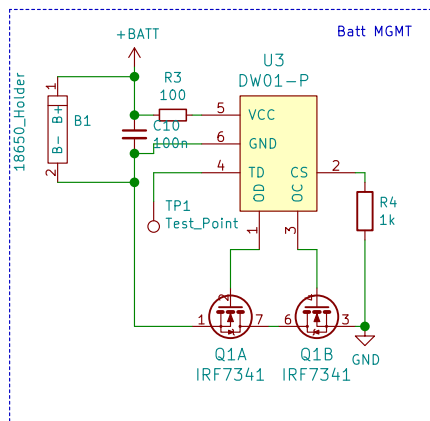 Batt MGMT
+BATT
U3
DW01-P
R3
100
18650_Holder
1
B+
B-
2
B1
C10
100n
5
VCC
6
GND
4
TD
CS
2
OD
OC
1
3
TP1
Test_Point
R4
1k
2
4
1
7
6
3
GND
Q1A
IRF7341
Q1B
IRF7341